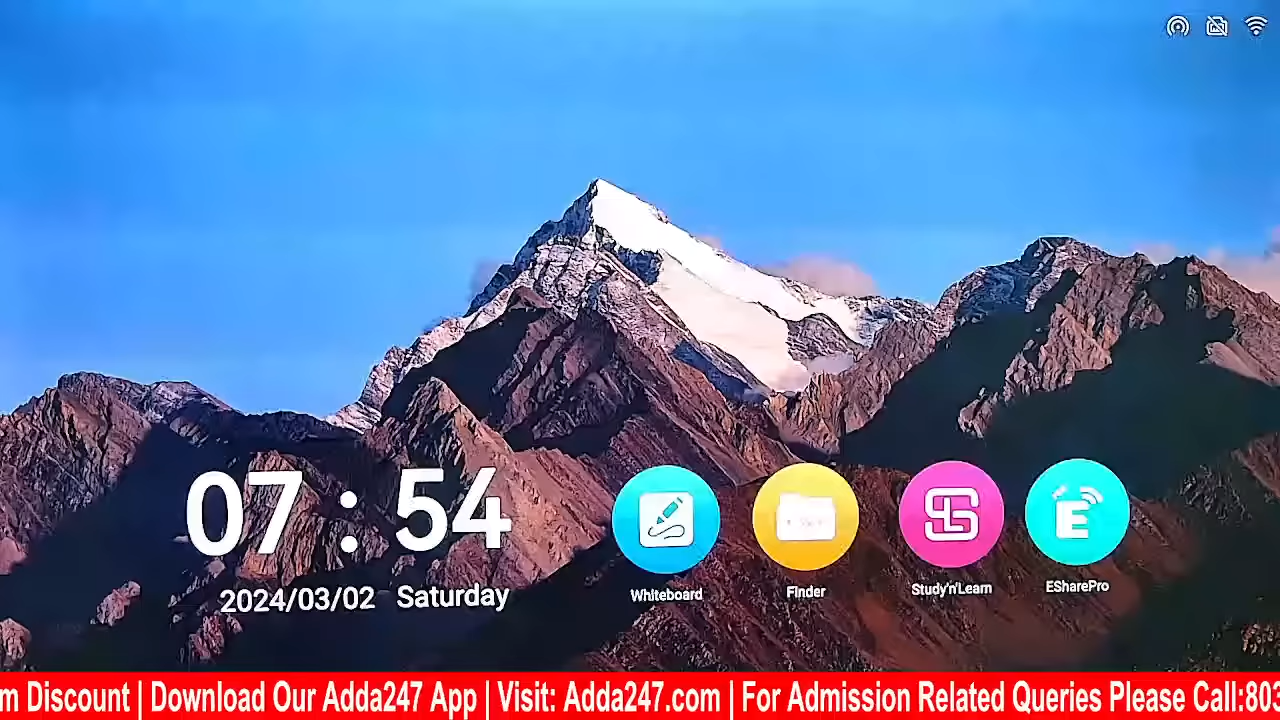 07 : 54
2024/03/02 Saturday
Whiteboard
Finder
Study'n'Learn
ESharePro
m Discount | Download Our Adda247 App | Visit: Adda247.com | For Admission Related Queries Please Call:803